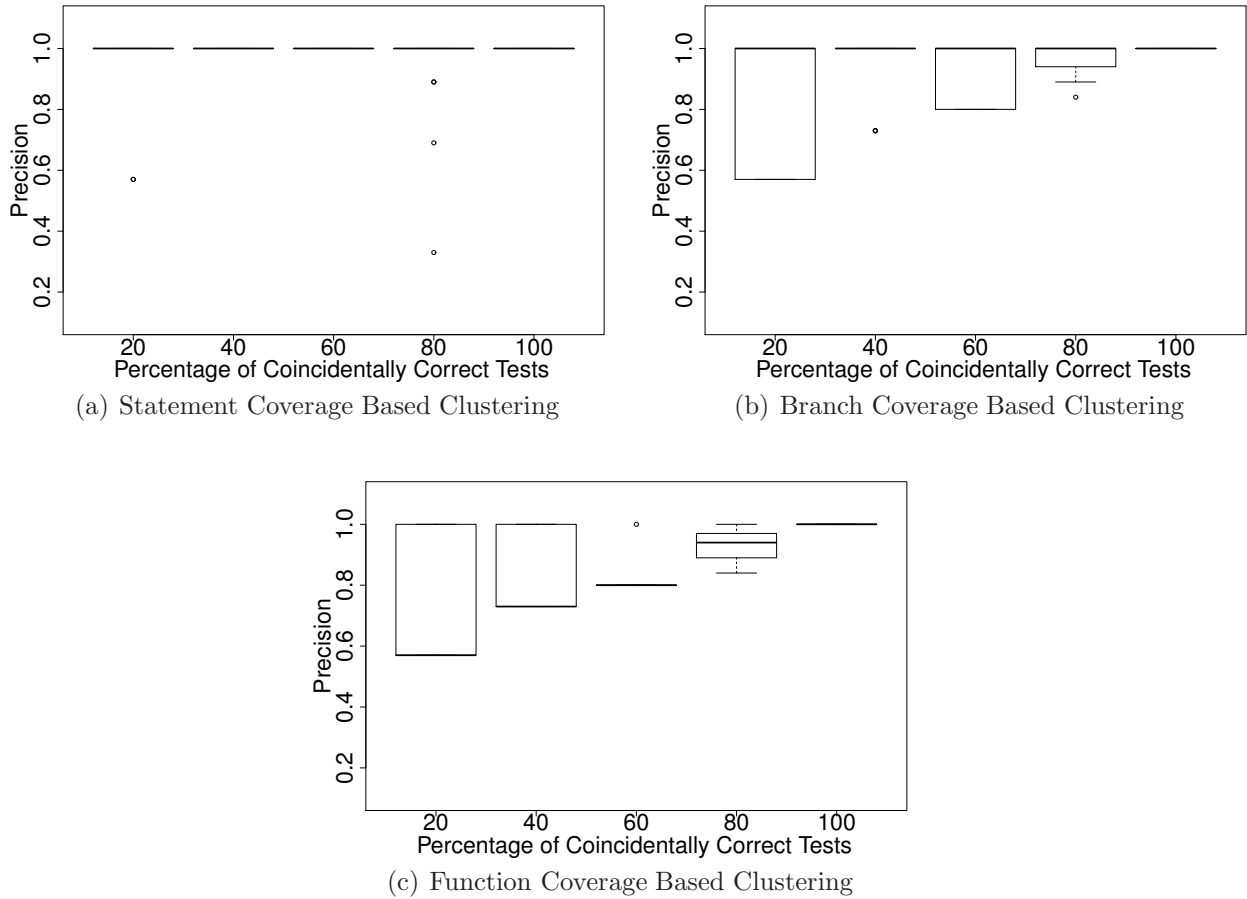 Precision
1.0
0.8
0.6
0.4
0.2
20 40 60 80 100
Percentage of Coincidentally Correct Tests
(a) Statement Coverage Based Clustering
Precision
1.0
0.8
0.6
0.4
0.2
20 40 60 80 100
Percentage of Coincidentally Correct Tests
(b) Branch Coverage Based Clustering
Precision
1.0
0.8
0.6
0.4
0.2
20 40 60 80 100
Percentage of Coincidentally Correct Tests
(c) Function Coverage Based Clustering